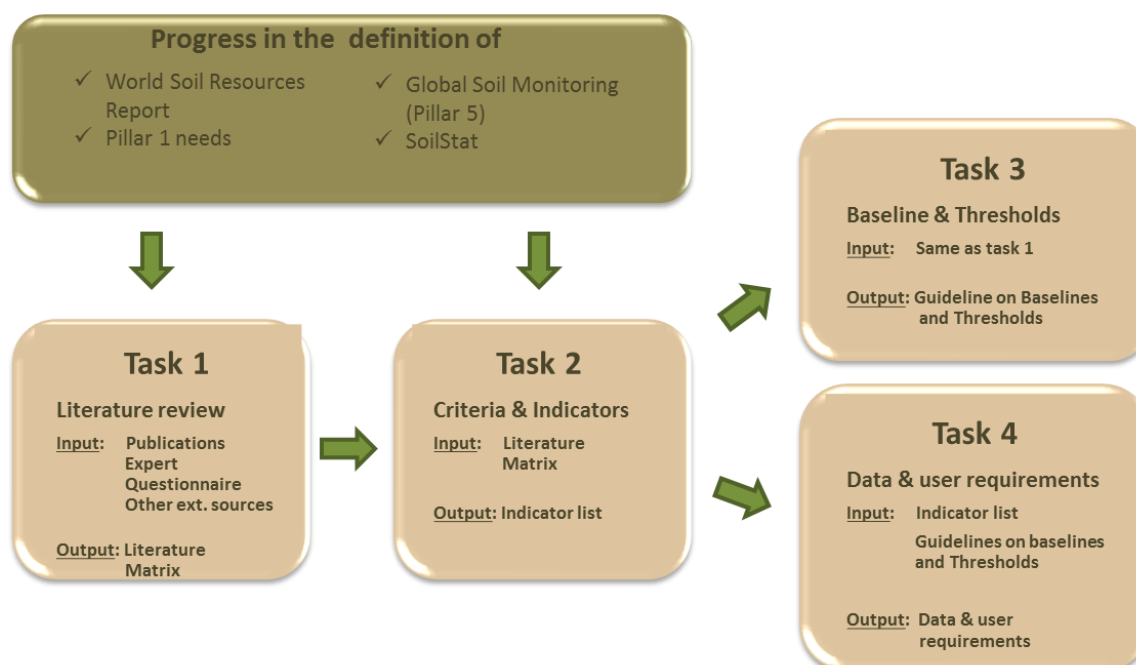 Progress in the definition of
✓ World Soil Resources
Report
✓ Pillar 1 needs
✓ Global Soil Monitoring
(Pillar 5)
✓ SoilStat
Task 1
Literature review
Input: Publications
Expert
Questionnaire
Other ext. sources
Output: Literature
Matrix
Task 2
Criteria & Indicators
Input: Literature
Matrix
Output: Indicator list
Task 3
Baseline & Thresholds
Input: Same as task 1
Output: Guideline on Baselines
and Thresholds
Task 4
Data & user requirements
Input: Indicator list
Guidelines on baselines
and Thresholds
Output: Data & user
requirements